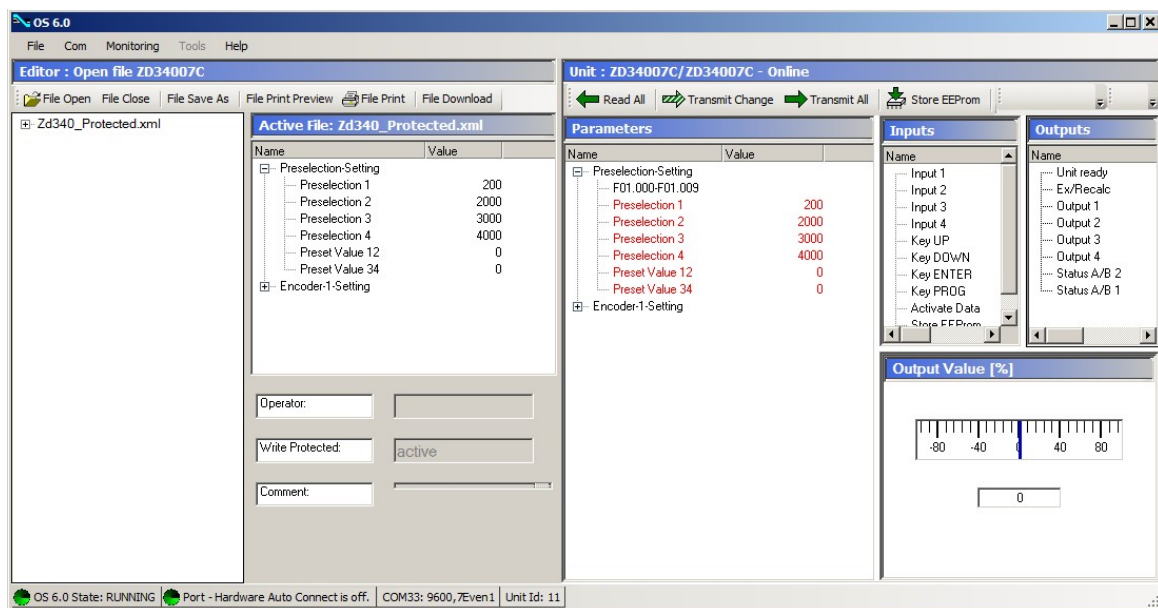 OS 6.0
File Com Monitoring Tools Help
Editor : Open file ZD34007C
File Open File Close File Save As File Print Preview File Print File Download
Zd340_Protected.xml
Active File: Zd340_Protected.xml
Name Value
Preselection-Setting
Preselection 1 200
Preselection 2 2000
Preselection 3 3000
Preselection 4 4000
Preset Value 12 0
Preset Value 34 0
Encoder-1-Setting
Operator:
Write Protected: active
Comment:
Unit : ZD34007C/ZD34007C - Online
Read All Transmit Change Transmit All Store EEProm
Parameters
Name Value
Preselection-Setting
F01.000-F01.009
Preselection 1 200
Preselection 2 2000
Preselection 3 3000
Preselection 4 4000
Preset Value 12 0
Preset Value 34 0
Encoder-1-Setting
Inputs
Name
Input 1
Input 2
Input 3
Input 4
Key UP
Key DOWN
Key ENTER
Key PROG
Activate Data
Store EEProm
Outputs
Name
Unit ready
Ex/Recalc
Output 1
Output 2
Output 3
Output 4
Status A/B 2
Status A/B 1
Output Value [%]
-80 -40 0 40 80
0
OS 6.0 State: RUNNING Port - Hardware Auto Connect is off. COM33: 9600,7Even1 Unit Id: 11